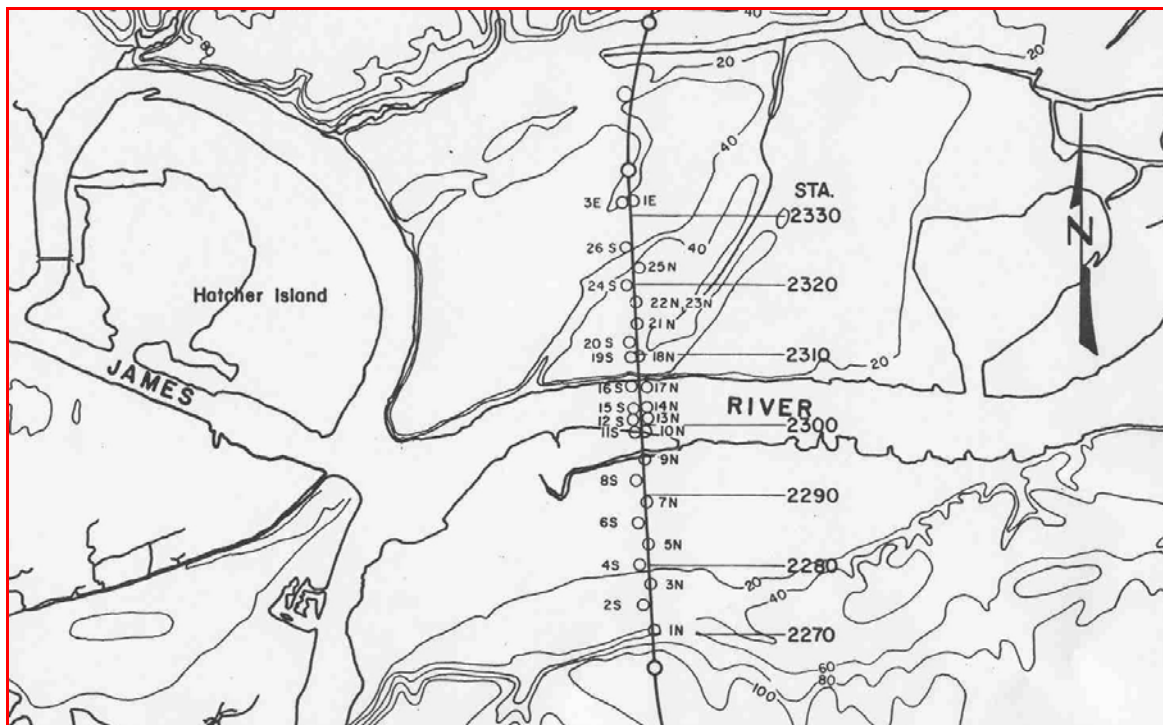 40
20
80
40
STA.
3E 1E
2330
26 S
40
25N
24 S
2320
22N, 23N
Hatcher Island
21N
20 S
19S 18N
2310
20
JAMES
16 S 17N
15 S 14N
RIVER
12 S 13N
2300
11S 10N
9N
8S
2290
7N
6S
5N
4S
2280
20
3N
40
2S
1N
2270
60
80
100
N
20